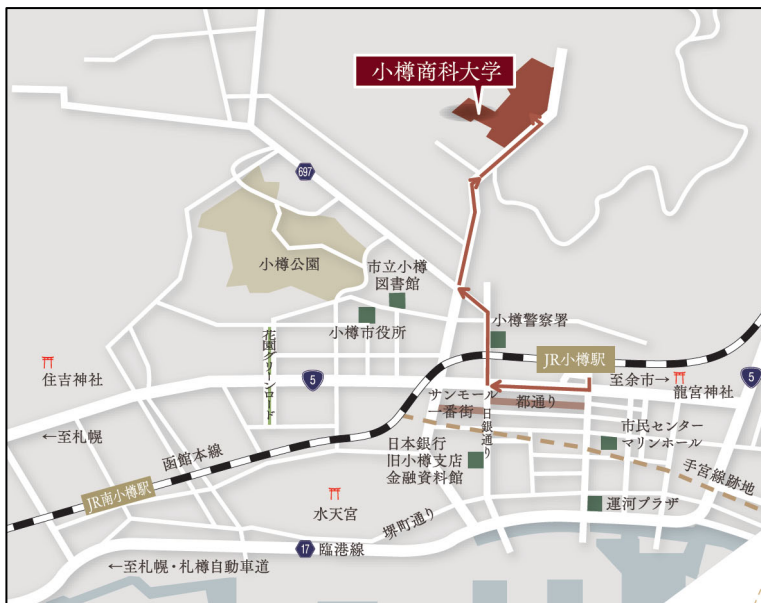 小樽商科大学
697
小樽公園
市立小樽
図書館
小樽市役所
花園グリーンロード
小樽警察署
JR小樽駅
住吉神社
5
サンモール
一番街
都通り
至余市→
龍宮神社
5
←至札幌
函館本線
日銀通り
日本銀行
旧小樽支店
金融資料館
市民センター
マリンホール
手宮線跡地
JR南小樽駅
水天宮
堺町通り
運河プラザ
17
臨港線
←至札幌・札樽自動車道